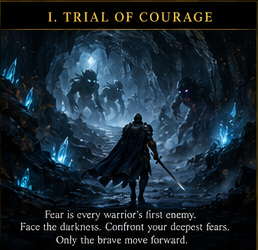 I. TRIAL OF COURAGE
Fear is every warrior's first enemy.
Face the darkness. Confront your deepest fears.
Only the brave move forward.